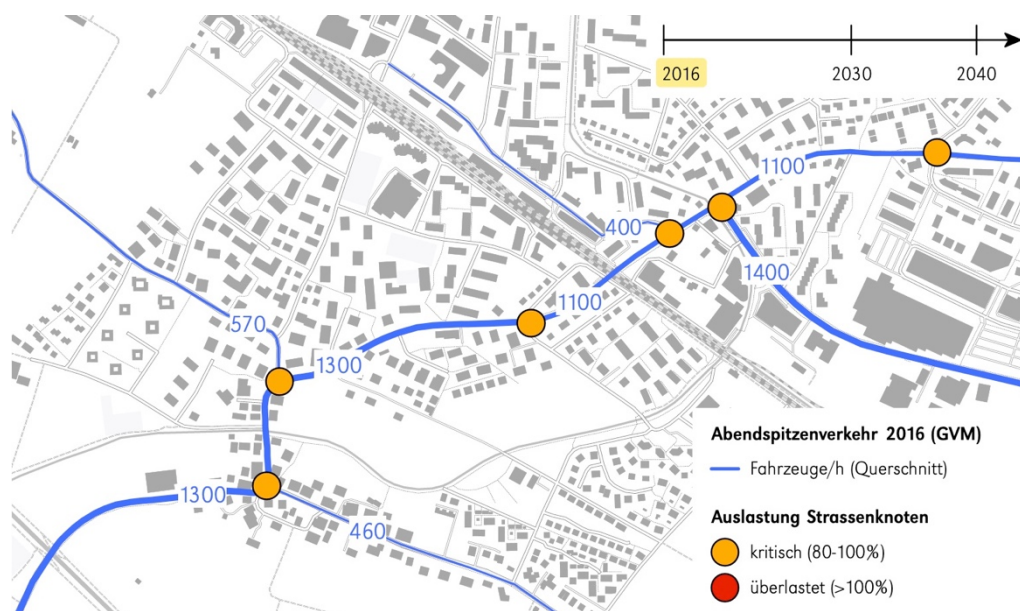 2016
2030
2040
1100
400
1400
1100
570
1300
1300
460
Abendspitzenverkehr 2016 (GVM)
Fahrzeuge/h (Querschnitt)
Auslastung Strassenknoten
kritisch (80-100%)
überlastet (>100%)